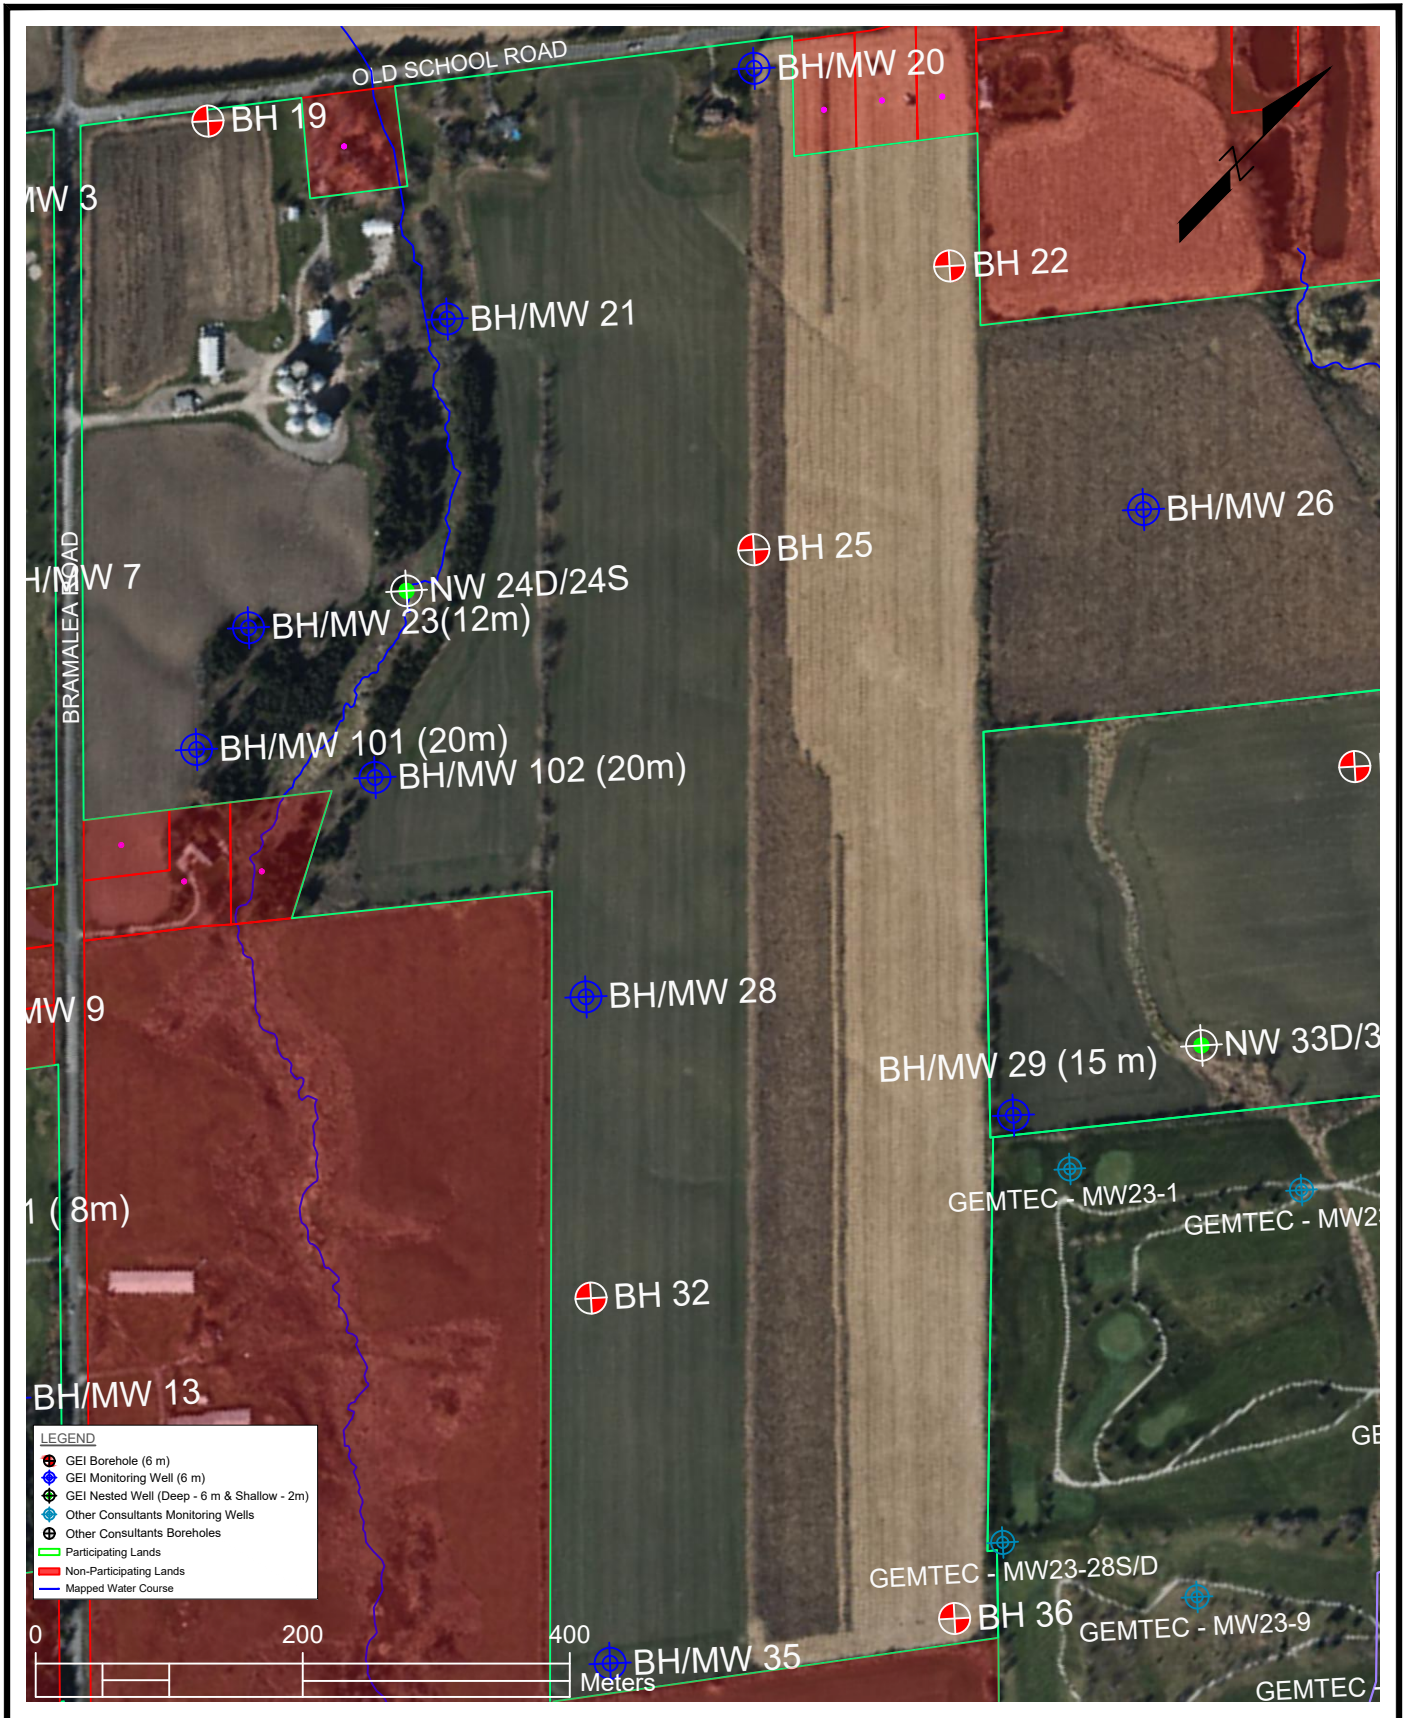 OLD SCHOOL ROAD
BH/MW 20
BH 19
MW 3
BH 22
BH/MW 21
BH/MW 26
BH 25
H/MW 7
BRAMALEA ROAD
NW 24D/24S
BH/MW 23(12m)
BH/MW 101 (20m)
BH/MW 102 (20m)
BH/MW 28
MW 9
NW 33D/3
BH/MW 29 (15 m)
GEMTEC - MW23-1
GEMTEC - MW23
1 ( 8m)
BH 32
BH/MW 13
GE
LEGEND
GEI Borehole (6 m)
GEI Monitoring Well (6 m)
GEI Nested Well (Deep - 6 m & Shallow - 2m)
Other Consultants Monitoring Wells
Other Consultants Boreholes
Participating Lands
Non-Participating Lands
Mapped Water Course
GEMTEC - MW23-28S/D
BH 36
GEMTEC - MW23-9
0 200 400
Meters
BH/MW 35
GEMTEC -
N